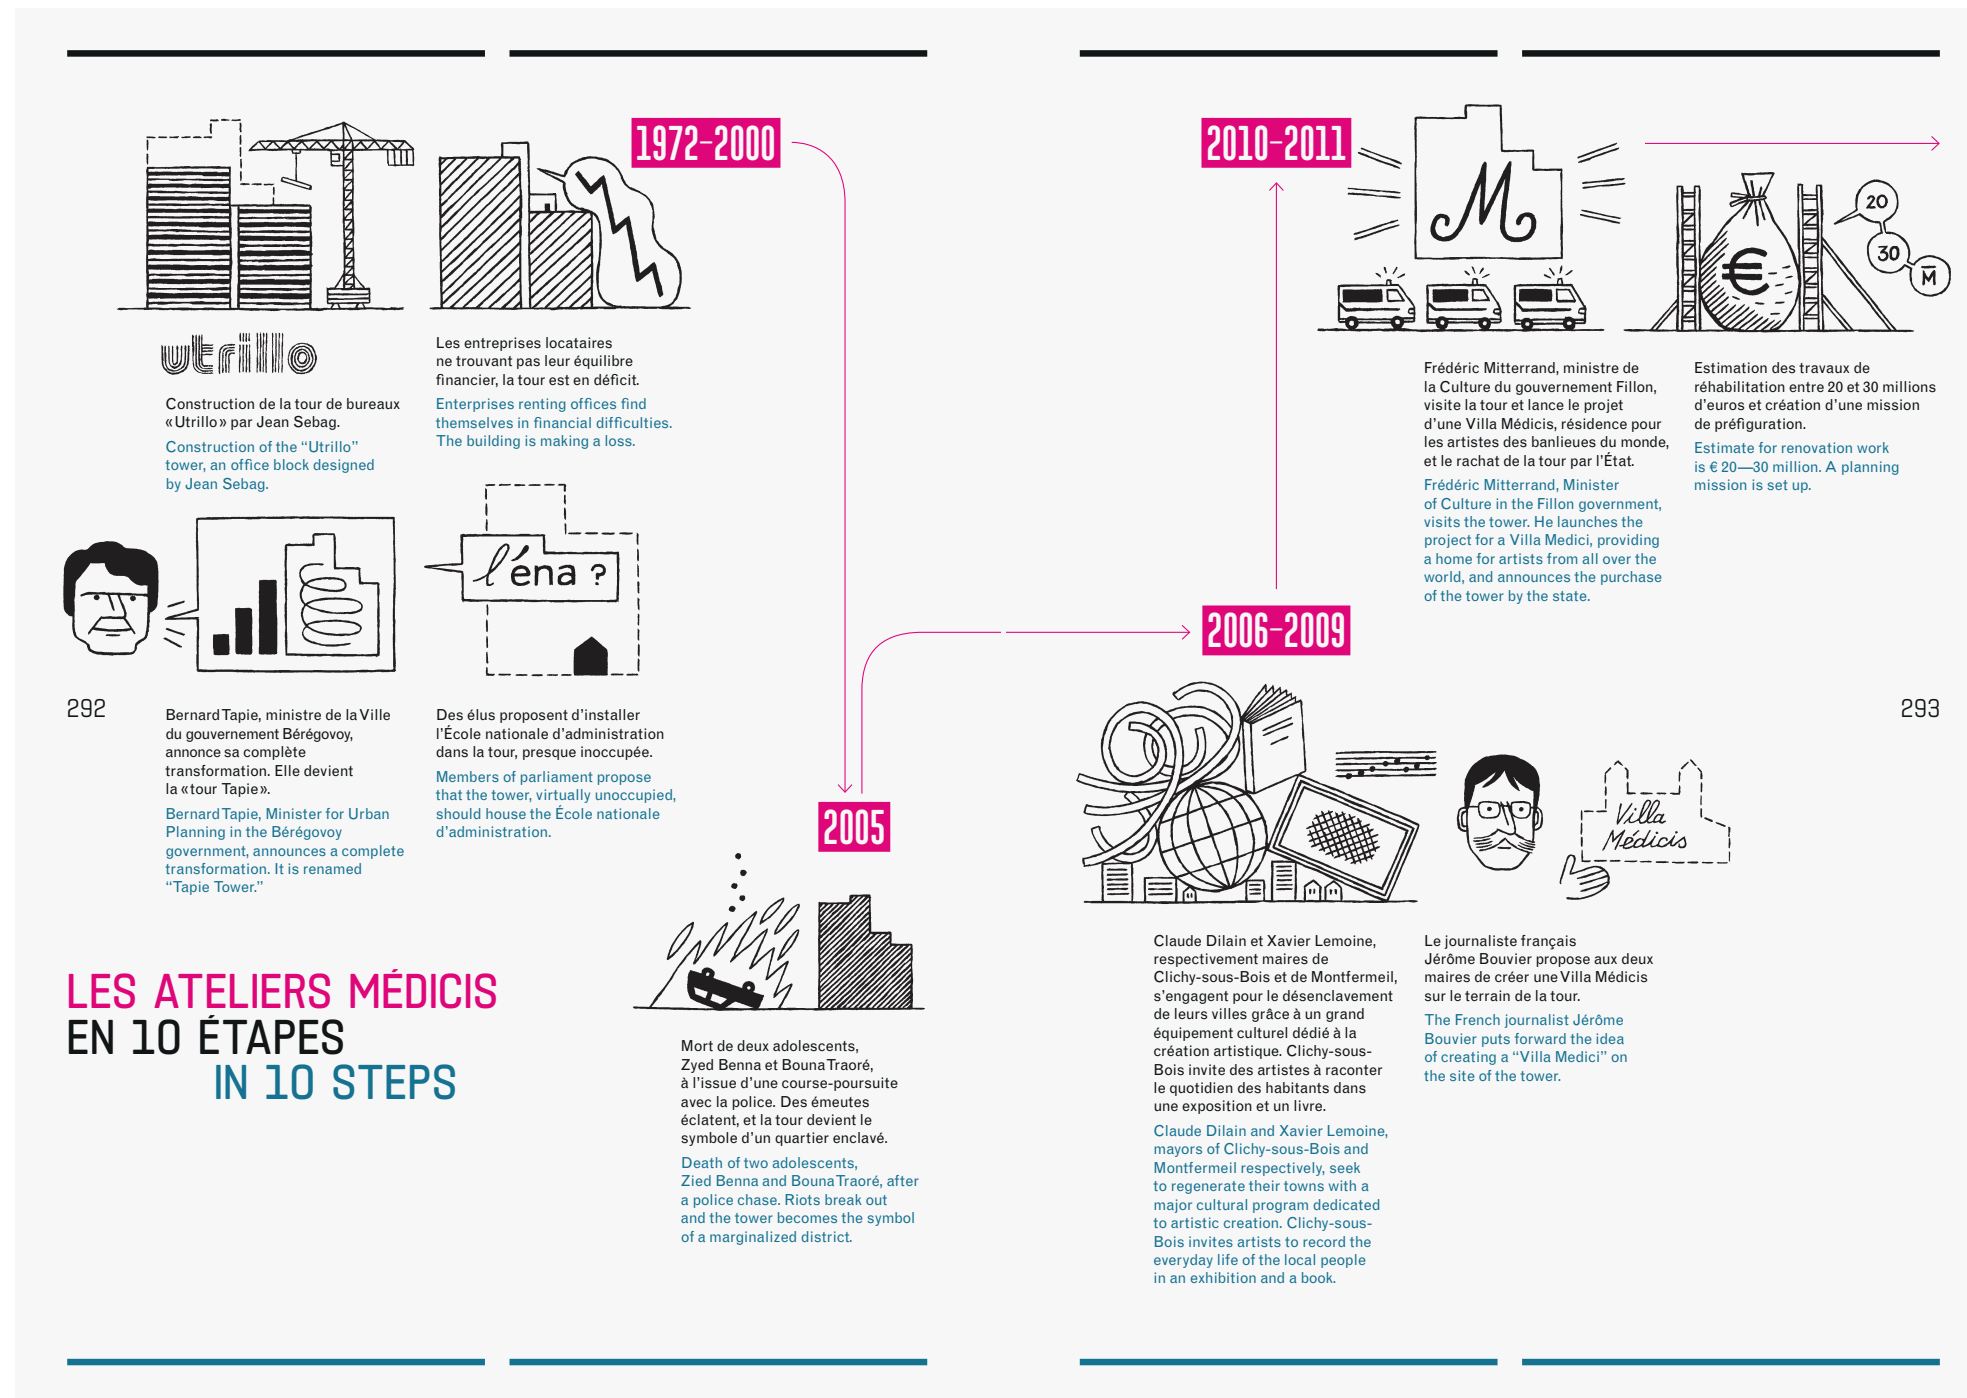 1972–2000
utrillo
Construction de la tour de bureaux
«Utrillo» par Jean Sebag.
Construction of the “Utrillo”
tower, an office block designed
by Jean Sebag.
Les entreprises locataires
ne trouvant pas leur équilibre
financier, la tour est en déficit.
Enterprises renting offices find
themselves in financial difficulties.
The building is making a loss.
l’éna ?
292
Bernard Tapie, ministre de la Ville
du gouvernement Bérégovoy,
annonce sa complète
transformation. Elle devient
la «tour Tapie».
Bernard Tapie, Minister for Urban
Planning in the Bérégovoy
government, announces a complete
transformation. It is renamed
“Tapie Tower.”
Des élus proposent d’installer
l’École nationale d’administration
dans la tour, presque inoccupée.
Members of parliament propose
that the tower, virtually unoccupied,
should house the École nationale
d’administration.
LES ATELIERS MÉDICIS
EN 10 ÉTAPES
IN 10 STEPS
2005
Mort de deux adolescents,
Zyed Benna et Bouna Traoré,
à l’issue d’une course-poursuite
avec la police. Des émeutes
éclatent, et la tour devient le
symbole d’un quartier enclavé.
Death of two adolescents,
Zied Benna and Bouna Traoré, after
a police chase. Riots break out
and the tower becomes the symbol
of a marginalized district.
2006–2009
Villa
Médicis
293
Claude Dilain et Xavier Lemoine,
respectivement maires de
Clichy-sous-Bois et de Montfermeil,
s’engagent pour le désenclavement
de leurs villes grâce à un grand
équipement culturel dédié à la
création artistique. Clichy-sous-
Bois invite des artistes à raconter
le quotidien des habitants dans
une exposition et un livre.
Claude Dilain and Xavier Lemoine,
mayors of Clichy-sous-Bois and
Montfermeil respectively, seek
to regenerate their towns with a
major cultural program dedicated
to artistic creation. Clichy-sous-
Bois invites artists to record the
everyday life of the local people
in an exhibition and a book.
Le journaliste français
Jérôme Bouvier propose aux deux
maires de créer une Villa Médicis
sur le terrain de la tour.
The French journalist Jérôme
Bouvier puts forward the idea
of creating a “Villa Medici” on
the site of the tower.
2010–2011
M
€
20
30
M
Frédéric Mitterrand, ministre de
la Culture du gouvernement Fillon,
visite la tour et lance le projet
d’une Villa Médicis, résidence pour
les artistes des banlieues du monde,
et le rachat de la tour par l’État.
Frédéric Mitterrand, Minister
of Culture in the Fillon government,
visits the tower. He launches the
project for a Villa Medici, providing
a home for artists from all over the
world, and announces the purchase
of the tower by the state.
Estimation des travaux de
réhabilitation entre 20 et 30 millions
d’euros et création d’une mission
de préfiguration.
Estimate for renovation work
is € 20—30 million. A planning
mission is set up.